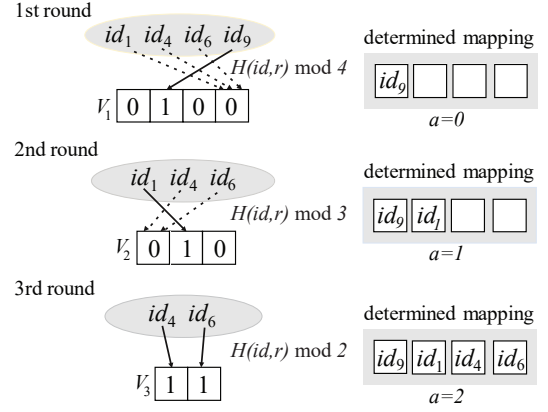 1st round
id1 id4 id6 id9
H(id,r) mod 4
V1 0 1 0 0
determined mapping
id9
a=0
2nd round
id1 id4 id6
H(id,r) mod 3
V2 0 1 0
determined mapping
id9 id1
a=1
3rd round
id4 id6
H(id,r) mod 2
V3 1 1
determined mapping
id9 id1 id4 id6
a=2